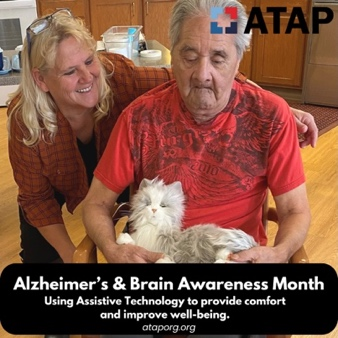 ATAP
Alzheimer's & Brain Awareness Month
Using Assistive Technology to provide comfort
and improve well-being.
ataporg.org